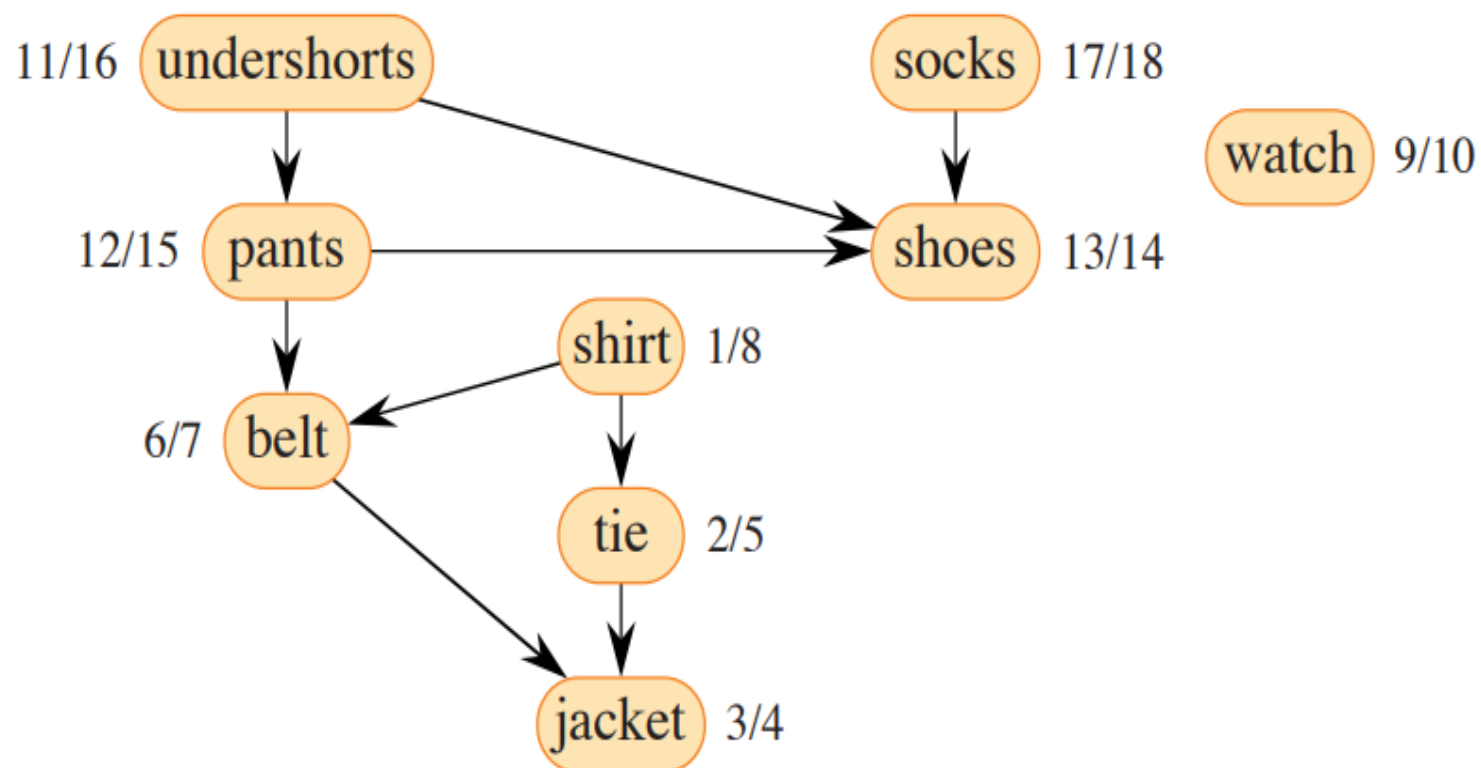 11/16 undershorts socks 17/18
watch 9/10
12/15 pants shoes 13/14
shirt 1/8
6/7 belt
tie 2/5
jacket 3/4